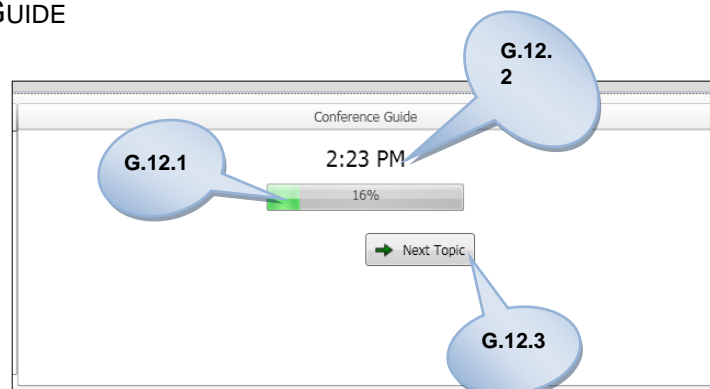 GUIDE
G.12.
2
Conference Guide
G.12.1
2:23 PM
16%
Next Topic
G.12.3